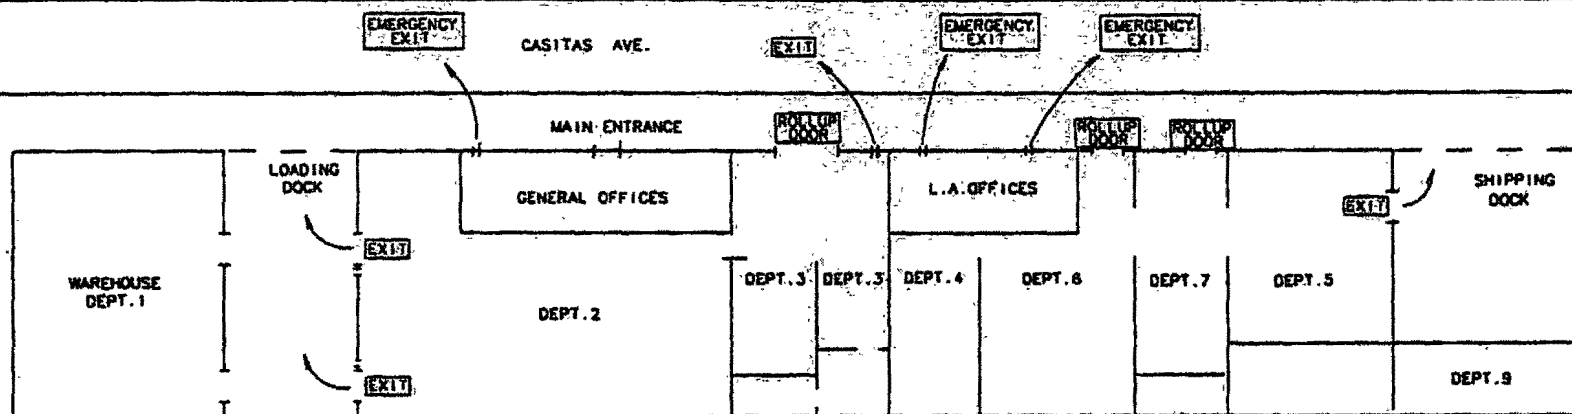 EMERGENCY
EXIT
CASITAS AVE.
EXIT
EMERGENCY
EXIT
EMERGENCY
EXIT
MAIN ENTRANCE
ROLLUP
DOOR
ROLLUP
DOOR
ROLLUP
DOOR
LOADING
DOCK
GENERAL OFFICES
L.A.OFFICES
SHIPPING
DOCK
EXIT
EXIT
WAREHOUSE
DEPT.1
DEPT.2
DEPT.3
DEPT.3
DEPT.4
DEPT.6
DEPT.7
DEPT.5
EXIT
DEPT.9